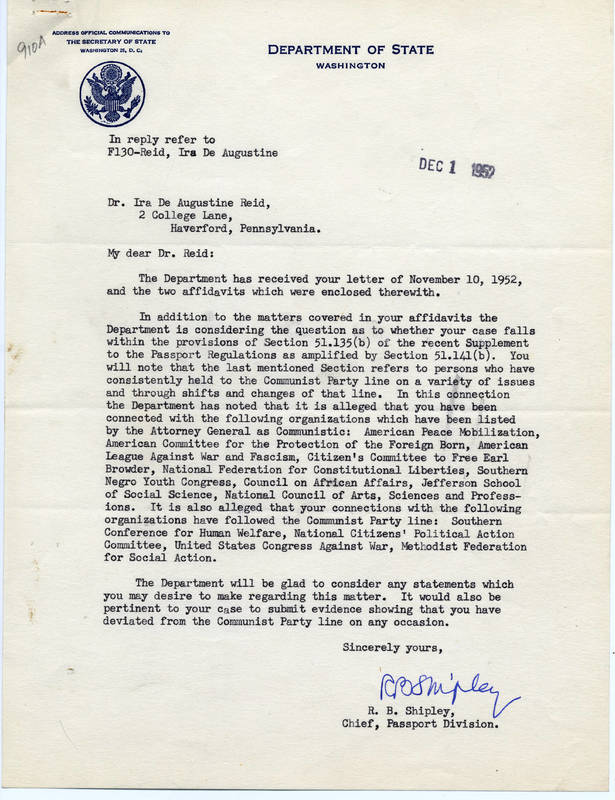 910A
ADDRESS OFFICIAL COMMUNICATIONS TO
THE SECRETARY OF STATE
WASHINGTON 25, D. C.
DEPARTMENT OF STATE
WASHINGTON
In reply refer to
F130-Reid, Ira De Augustine
DEC 1 1952
Dr. Ira De Augustine Reid,
2 College Lane,
Haverford, Pennsylvania.
My dear Dr. Reid:
The Department has received your letter of November 10, 1952,
and the two affidavits which were enclosed therewith.
In addition to the matters covered in your affidavits the
Department is considering the question as to whether your case falls
within the provisions of Section 51.135(b) of the recent Supplement
to the Passport Regulations as amplified by Section 51.141(b). You
will note that the last mentioned Section refers to persons who have
consistently held to the Communist Party line on a variety of issues
and through shifts and changes of that line. In this connection
the Department has noted that it is alleged that you have been
connected with the following organizations which have been listed
by the Attorney General as Communistic: American Peace Mobilization,
American Committee for the Protection of the Foreign Born, American
League Against War and Fascism, Citizen's Committee to Free Earl
Browder, National Federation for Constitutional Liberties, Southern
Negro Youth Congress, Council on African Affairs, Jefferson School
of Social Science, National Council of Arts, Sciences and Profess-
ions. It is also alleged that your connections with the following
organizations have followed the Communist Party line: Southern
Conference for Human Welfare, National Citizens' Political Action
Committee, United States Congress Against War, Methodist Federation
for Social Action.
The Department will be glad to consider any statements which
you may desire to make regarding this matter. It would also be
pertinent to your case to submit evidence showing that you have
deviated from the Communist Party line on any occasion.
Sincerely yours,
RBShipley
R. B. Shipley,
Chief, Passport Division.